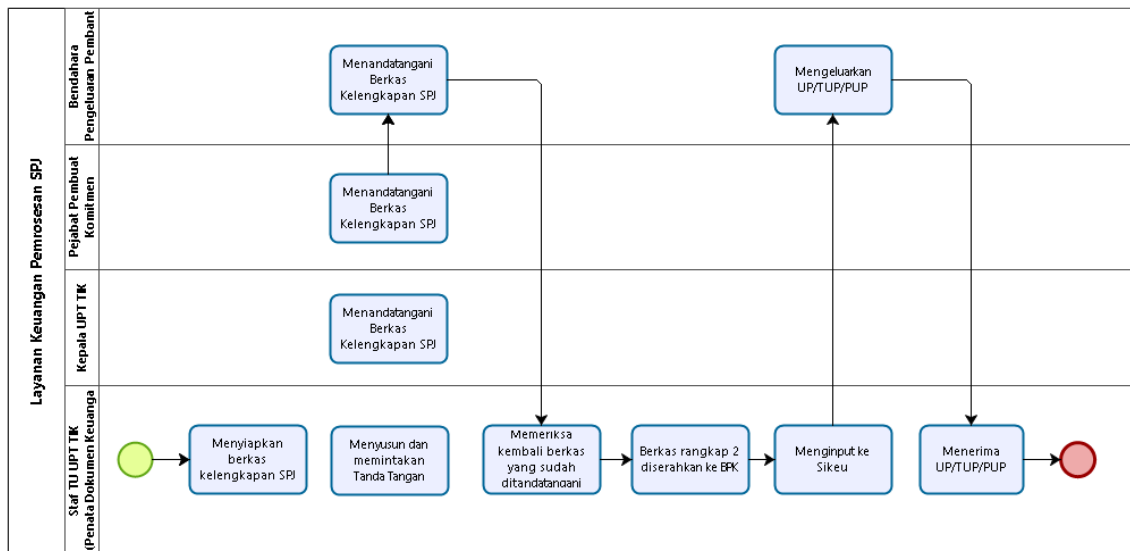 Layanan Keuangan Pemrosesan SPJ
Bendahara
Pengeluaran Pembant
Menandatangani
Berkas
Kelengkapan SPJ
Mengeluarkan
UP/TUP/PUP
Pejabat Pembuat
Komitmen
Menandatangani
Berkas
Kelengkapan SPJ
Kepala UPT TIK
Menandatangani
Berkas
Kelengkapan SPJ
Staf TU UPT TIK
(Penata Dokumen Keuanga
Menyiapkan
berkas
kelengkapan SPJ
Menyusun dan
memintakan
Tanda Tangan
Memeriksa
kembali berkas
yang sudah
ditandatangani
Berkas rangkap 2
diserahkan ke BPK
Menginput ke
Sikeu
Menerima
UP/TUP/PUP